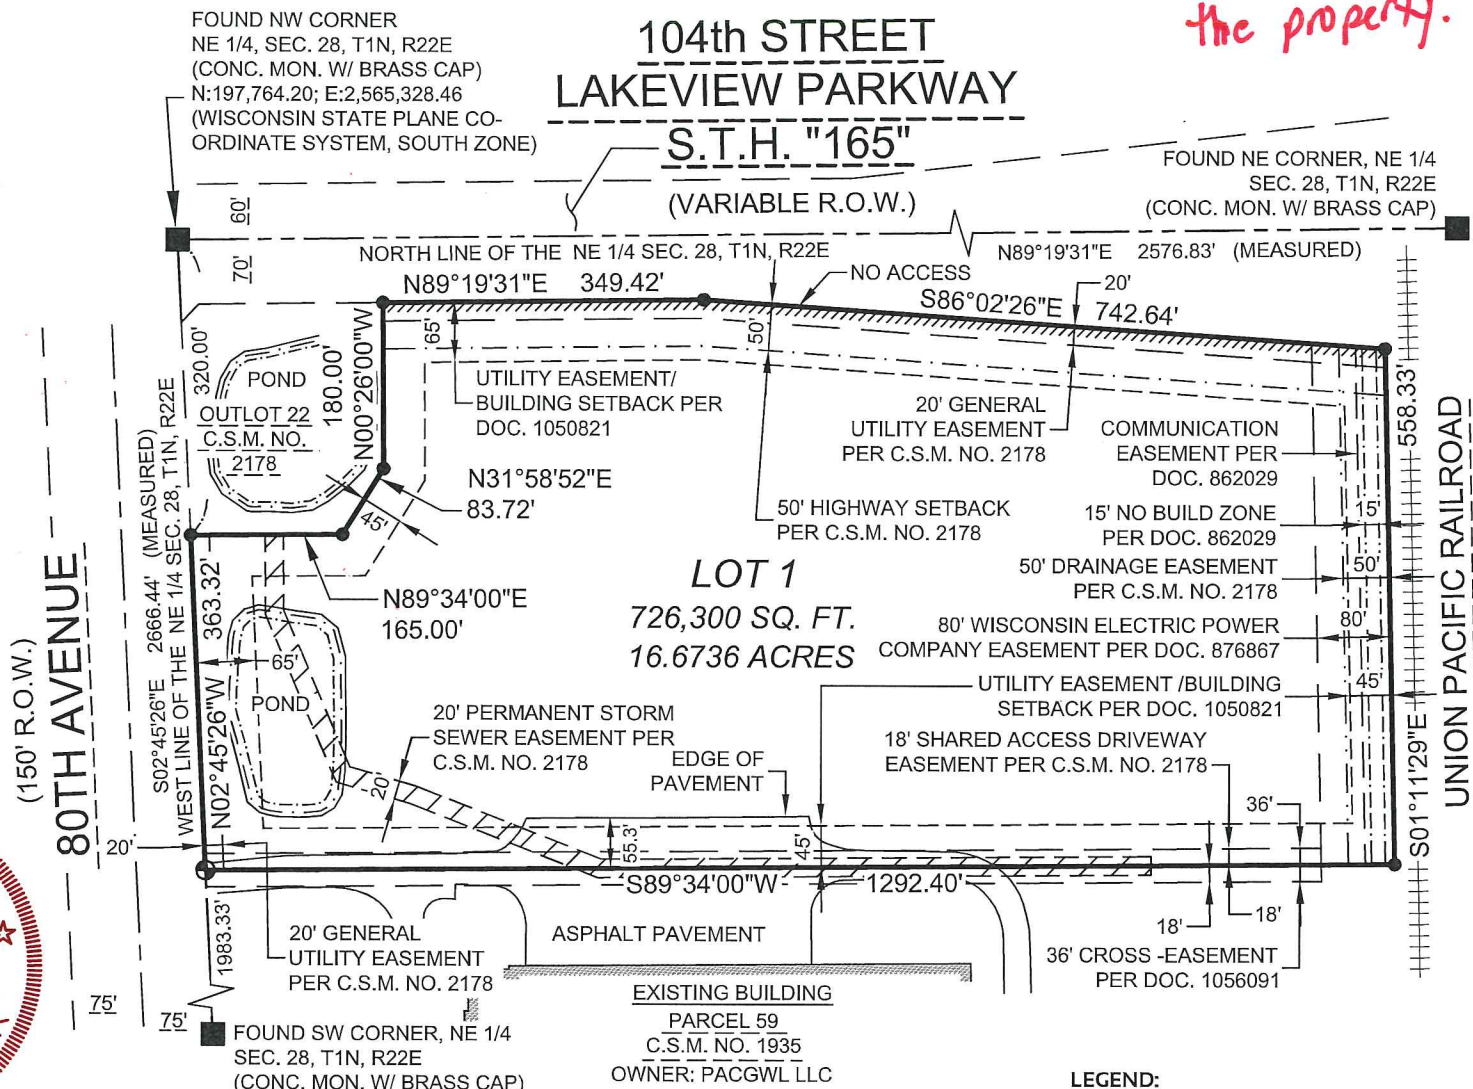 the property.
FOUND NW CORNER
NE 1/4, SEC. 28, T1N, R22E
(CONC. MON. W/ BRASS CAP)
N:197,764.20; E:2,565,328.46
(WISCONSIN STATE PLANE CO-
ORDINATE SYSTEM, SOUTH ZONE)
104th STREET
LAKEVIEW PARKWAY
S.T.H. "165"
(VARIABLE R.O.W.)
FOUND NE CORNER, NE 1/4
SEC. 28, T1N, R22E
(CONC. MON. W/ BRASS CAP)
60'
70'
NORTH LINE OF THE NE 1/4 SEC. 28, T1N, R22E
N89°19'31"E 2576.83' (MEASURED)
N89°19'31"E 349.42'
NO ACCESS
S86°02'26"E 742.64'
20'
65'
50'
320.00'
180.00'
N00°26'00"W
POND
OUTLOT 22
C.S.M. NO.
2178
UTILITY EASEMENT/
BUILDING SETBACK PER
DOC. 1050821
20' GENERAL
UTILITY EASEMENT
PER C.S.M. NO. 2178
COMMUNICATION
EASEMENT PER
DOC. 862029
558.33'
N31°58'52"E
83.72'
45'
50' HIGHWAY SETBACK
PER C.S.M. NO. 2178
15' NO BUILD ZONE
PER DOC. 862029
15'
50' DRAINAGE EASEMENT
PER C.S.M. NO. 2178
50'
LOT 1
726,300 SQ. FT.
16.6736 ACRES
N89°34'00"E
165.00'
80' WISCONSIN ELECTRIC POWER
COMPANY EASEMENT PER DOC. 876867
80'
UTILITY EASEMENT /BUILDING
SETBACK PER DOC. 1050821
45'
(150' R.O.W.)
80TH AVENUE
S02°45'26"E 2666.44' (MEASURED)
WEST LINE OF THE NE 1/4 SEC. 28, T1N, R22E
363.32'
N02°45'26"W
65'
POND
20' PERMANENT STORM
SEWER EASEMENT PER
C.S.M. NO. 2178
20'
EDGE OF
PAVEMENT
18' SHARED ACCESS DRIVEWAY
EASEMENT PER C.S.M. NO. 2178
36'
S01°11'29"E
UNION PACIFIC RAILROAD
20'
55.3'
45'
S89°34'00"W 1292.40'
18'
18'
1983.33'
20' GENERAL
UTILITY EASEMENT
PER C.S.M. NO. 2178
ASPHALT PAVEMENT
36' CROSS -EASEMENT
PER DOC. 1056091
EXISTING BUILDING
PARCEL 59
C.S.M. NO. 1935
OWNER: PACGWL LLC
75'
75'
FOUND SW CORNER, NE 1/4
SEC. 28, T1N, R22E
(CONC. MON. W/ BRASS CAP)
LEGEND: